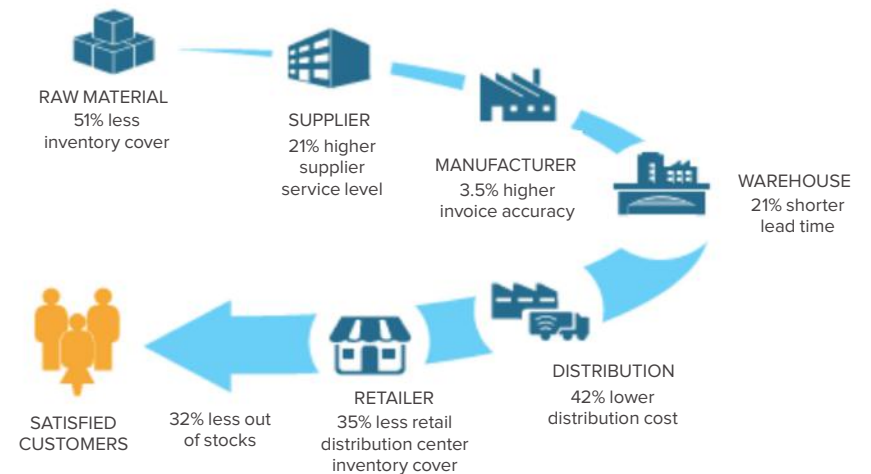 RAW MATERIAL
51% less
inventory cover
SUPPLIER
21% higher
supplier
service level
MANUFACTURER
3.5% higher
invoice accuracy
WAREHOUSE
21% shorter
lead time
DISTRIBUTION
42% lower
distribution cost
RETAILER
35% less retail
distribution center
inventory cover
32% less out
of stocks
SATISFIED
CUSTOMERS